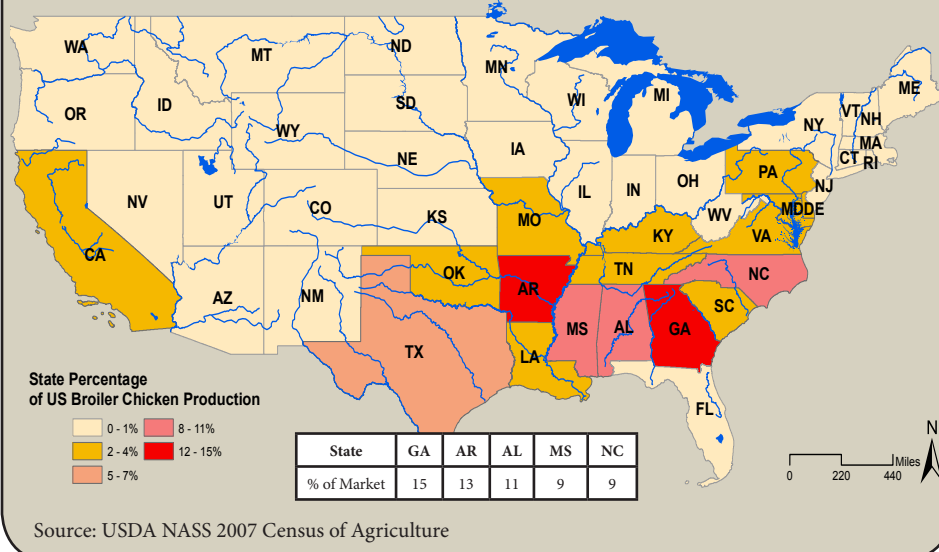 WA
MT
ND
MN
OR
ID
WY
SD
WI
MI
NY
VT
NH
ME
MA
CT
RI
NE
IA
IL
IN
OH
PA
NJ
NV
UT
CO
KS
MO
KY
WV
VA
MD
DE
CA
AZ
NM
OK
AR
TN
NC
SC
TX
LA
MS
AL
GA
FL
State Percentage
of US Broiler Chicken Production
0 - 1%
8 - 11%
2 - 4%
12 - 15%
5 - 7%
State GA AR AL MS NC
% of Market 15 13 11 9 9
N
Miles
0 220 440
Source: USDA NASS 2007 Census of Agriculture